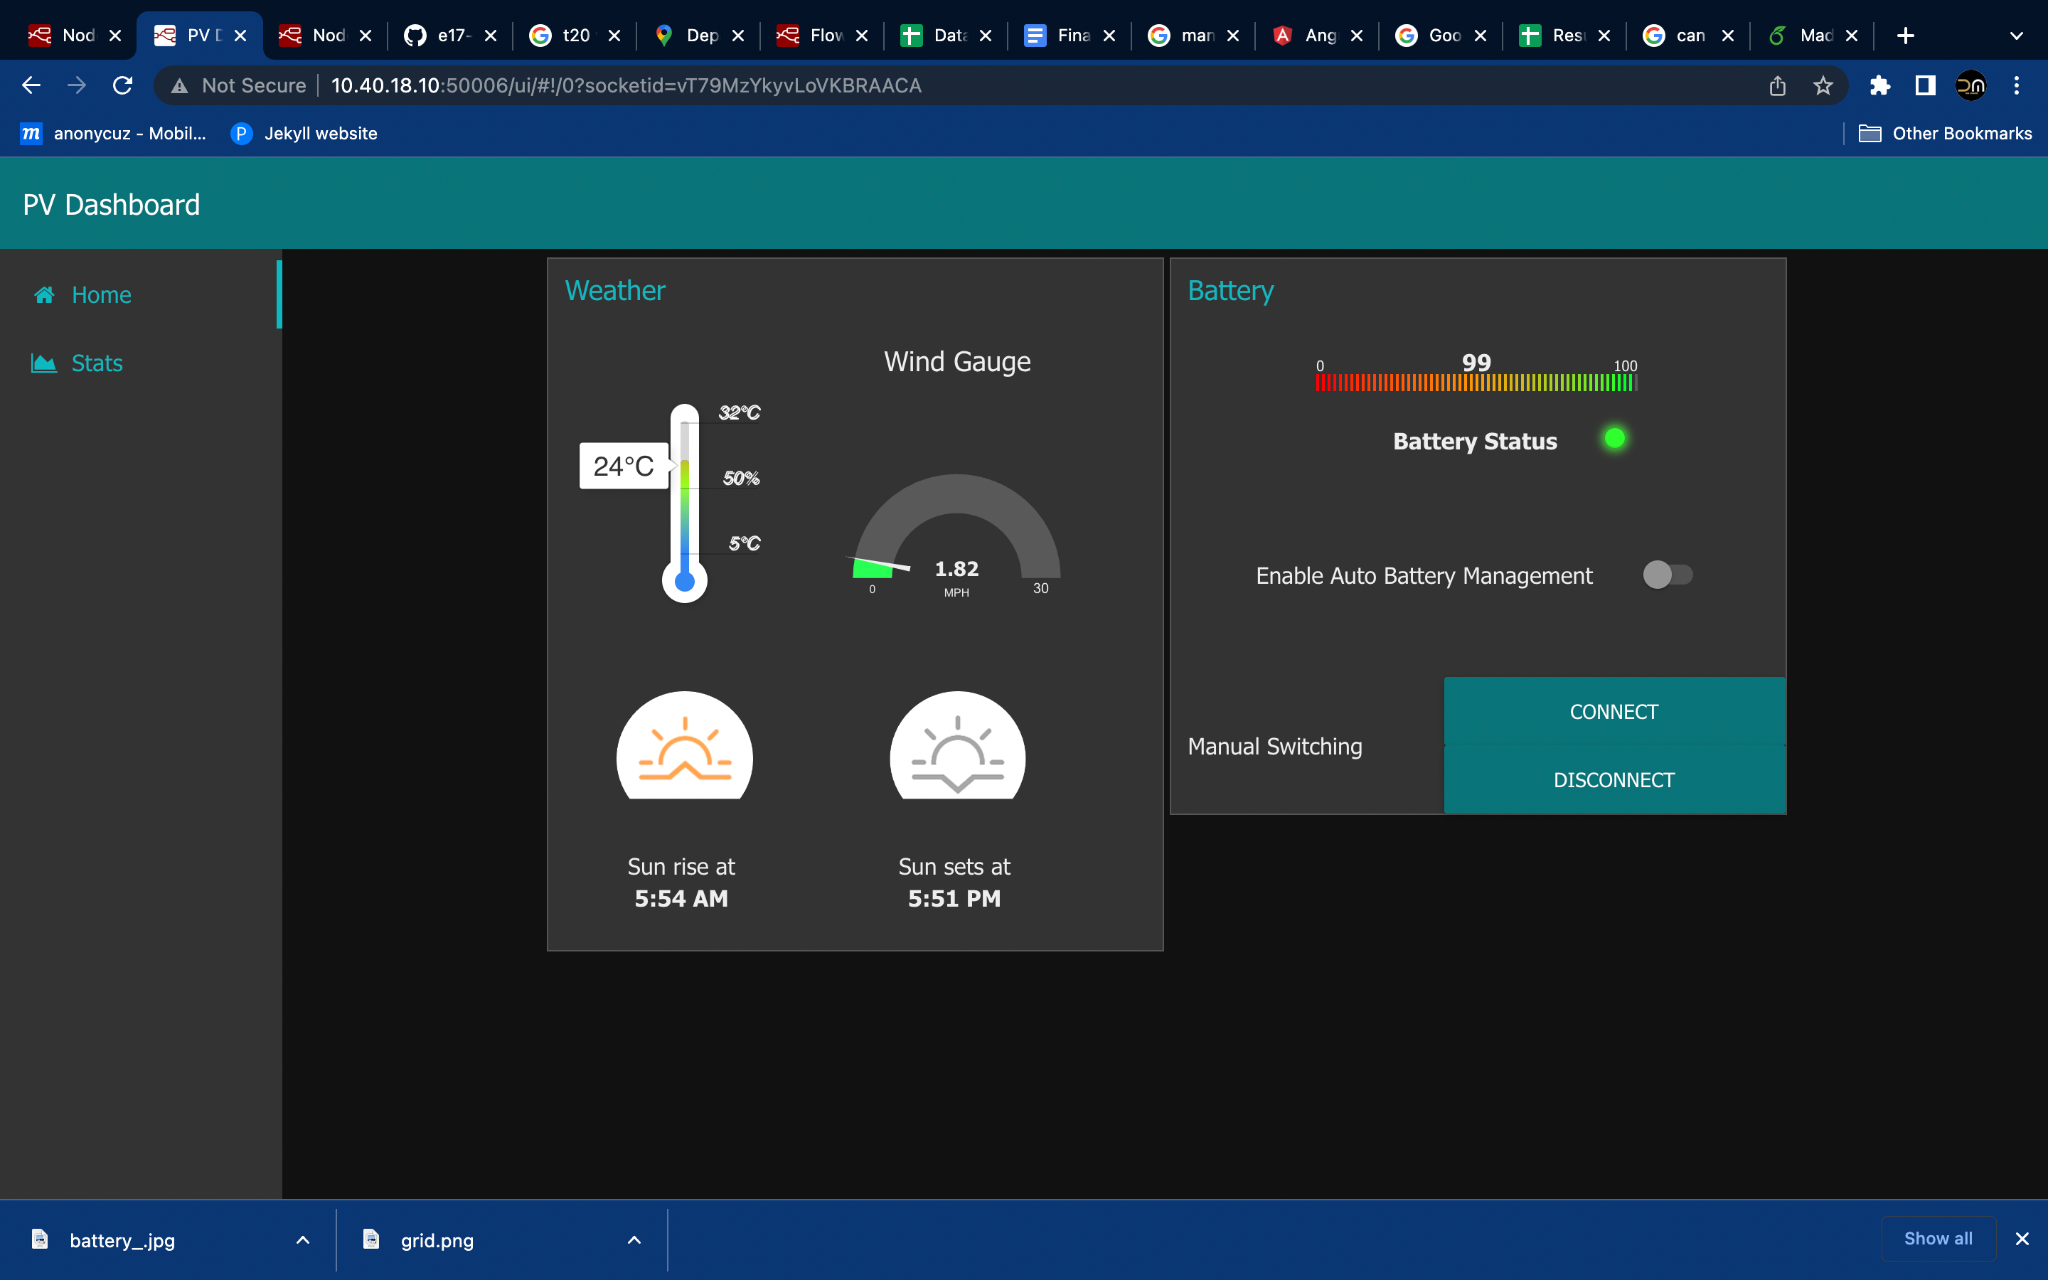 Nod
PV D
Nod
e17-
t20
Dep
Flow
Data
Fina
man
Ang
Goo
Res
can
Mad
Not Secure
10.40.18.10:50006/ui/#!/0?socketid=vT79MzYkyvLoVKBRAACA
m
anonycuz - Mobil...
P
Jekyll website
Other Bookmarks
PV Dashboard
Home
Stats
Weather
Wind Gauge
32°C
24°C
50%
5°C
1.82
MPH
0
30
Sun rise at
5:54 AM
Sun sets at
5:51 PM
Battery
0
99
100
Battery Status
Enable Auto Battery Management
Manual Switching
CONNECT
DISCONNECT
battery_.jpg
grid.png
Show all